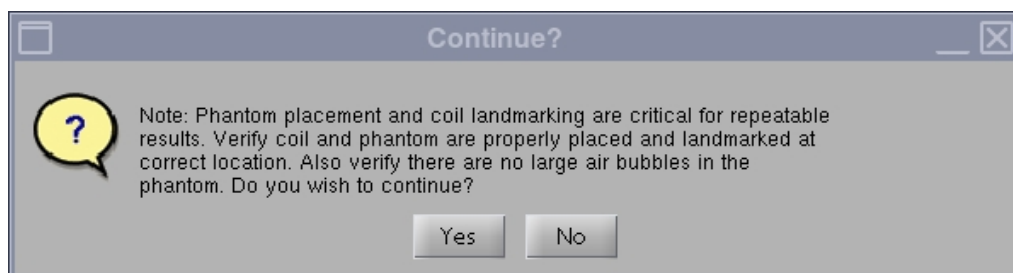 Continue?
?
Note: Phantom placement and coil landmarking are critical for repeatable
results. Verify coil and phantom are properly placed and landmarked at
correct location. Also verify there are no large air bubbles in the
phantom. Do you wish to continue?
Yes No